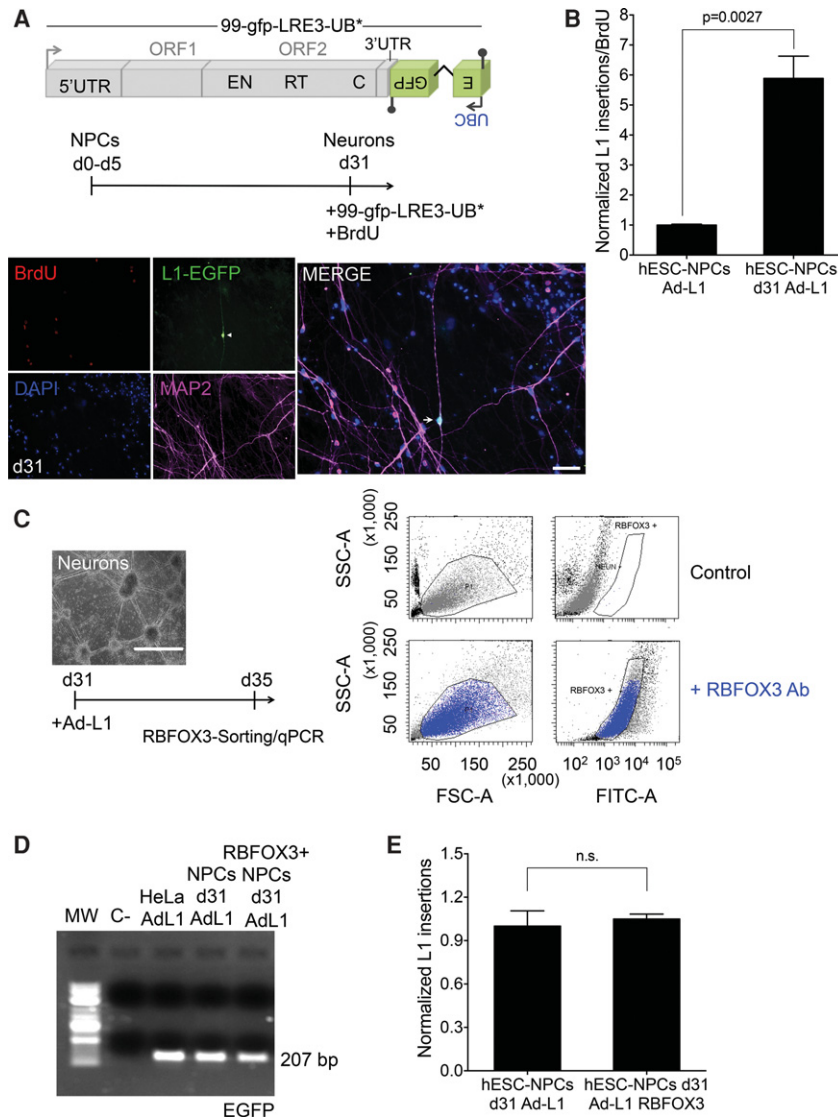 A
99-gfp-LRE3-UB*
3'UTR
ORF1 ORF2
5'UTR EN RT C GFP E
UBC
NPCs
d0-d5
Neurons
d31
+99-gfp-LRE3-UB*
+BrdU
BrdU
L1-EGFP
MERGE
DAPI
MAP2
d31
B
p=0.0027
Normalized L1 insertions/BrdU
8
7
6
5
4
3
2
1
0
hESC-NPCs
Ad-L1
hESC-NPCs
d31 Ad-L1
C
Neurons
d31
d35
+Ad-L1
RBFOX3-Sorting/qPCR
SSC-A
(x1,000)
50 150 250
P1
RBFOX3 +
NEUN -
Control
SSC-A
(x1,000)
50 150 250
RBFOX3 +
+ RBFOX3 Ab
50 150 250
(x1,000)
FSC-A
10² 10³ 10⁴ 10⁵
FITC-A
D
MW
C-
HeLa
AdL1
NPCs
d31
AdL1
RBFOX3+
NPCs
d31
AdL1
207 bp
EGFP
E
n.s.
Normalized L1 insertions
1.5
1.2
0.9
0.6
0.3
0.0
hESC-NPCs
d31 Ad-L1
hESC-NPCs d31
Ad-L1 RBFOX3